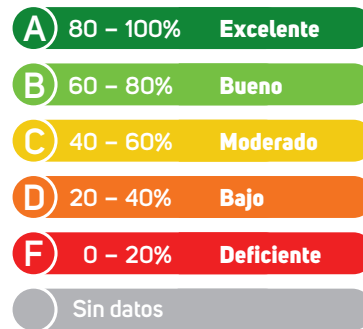 A 80 – 100% Excelente
B 60 – 80% Bueno
C 40 – 60% Moderado
D 20 – 40% Bajo
F 0 – 20% Deficiente
Sin datos